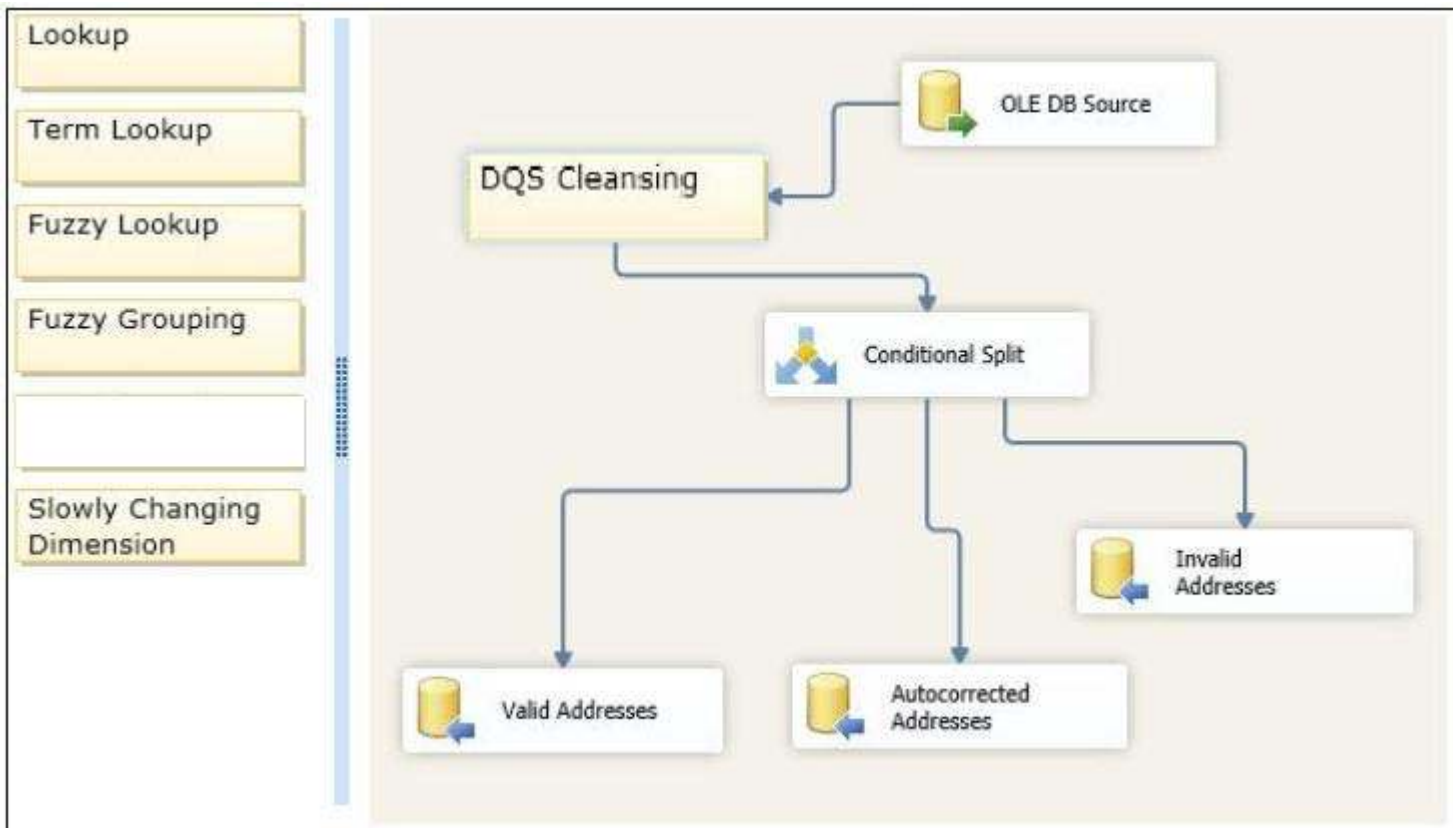 Lookup
Term Lookup
Fuzzy Lookup
Fuzzy Grouping
Slowly Changing
Dimension
OLE DB Source
DQS Cleansing
Conditional Split
Invalid
Addresses
Valid Addresses
Autocorrected
Addresses